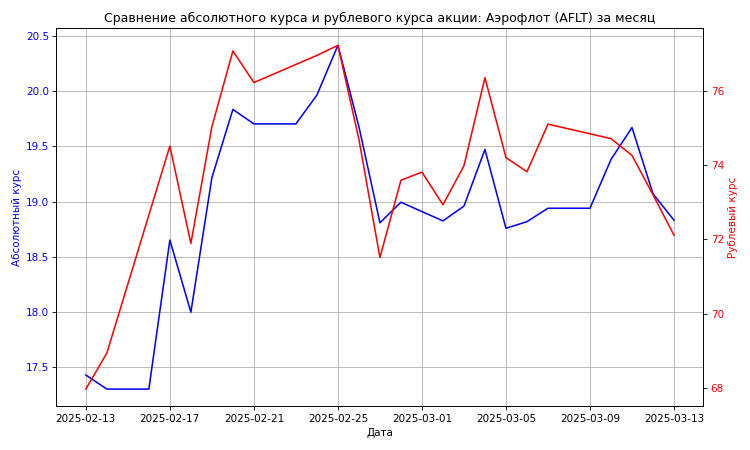 Сравнение абсолютного курса и рублевого курса акции: Аэрофлот (AFLT) за месяц
Абсолютный курс
20.5
20.0
19.5
19.0
18.5
18.0
17.5
76
74
72
70
68
Рублевый курс
2025-02-13 2025-02-17 2025-02-21 2025-02-25 2025-03-01 2025-03-05 2025-03-09 2025-03-13
Дата